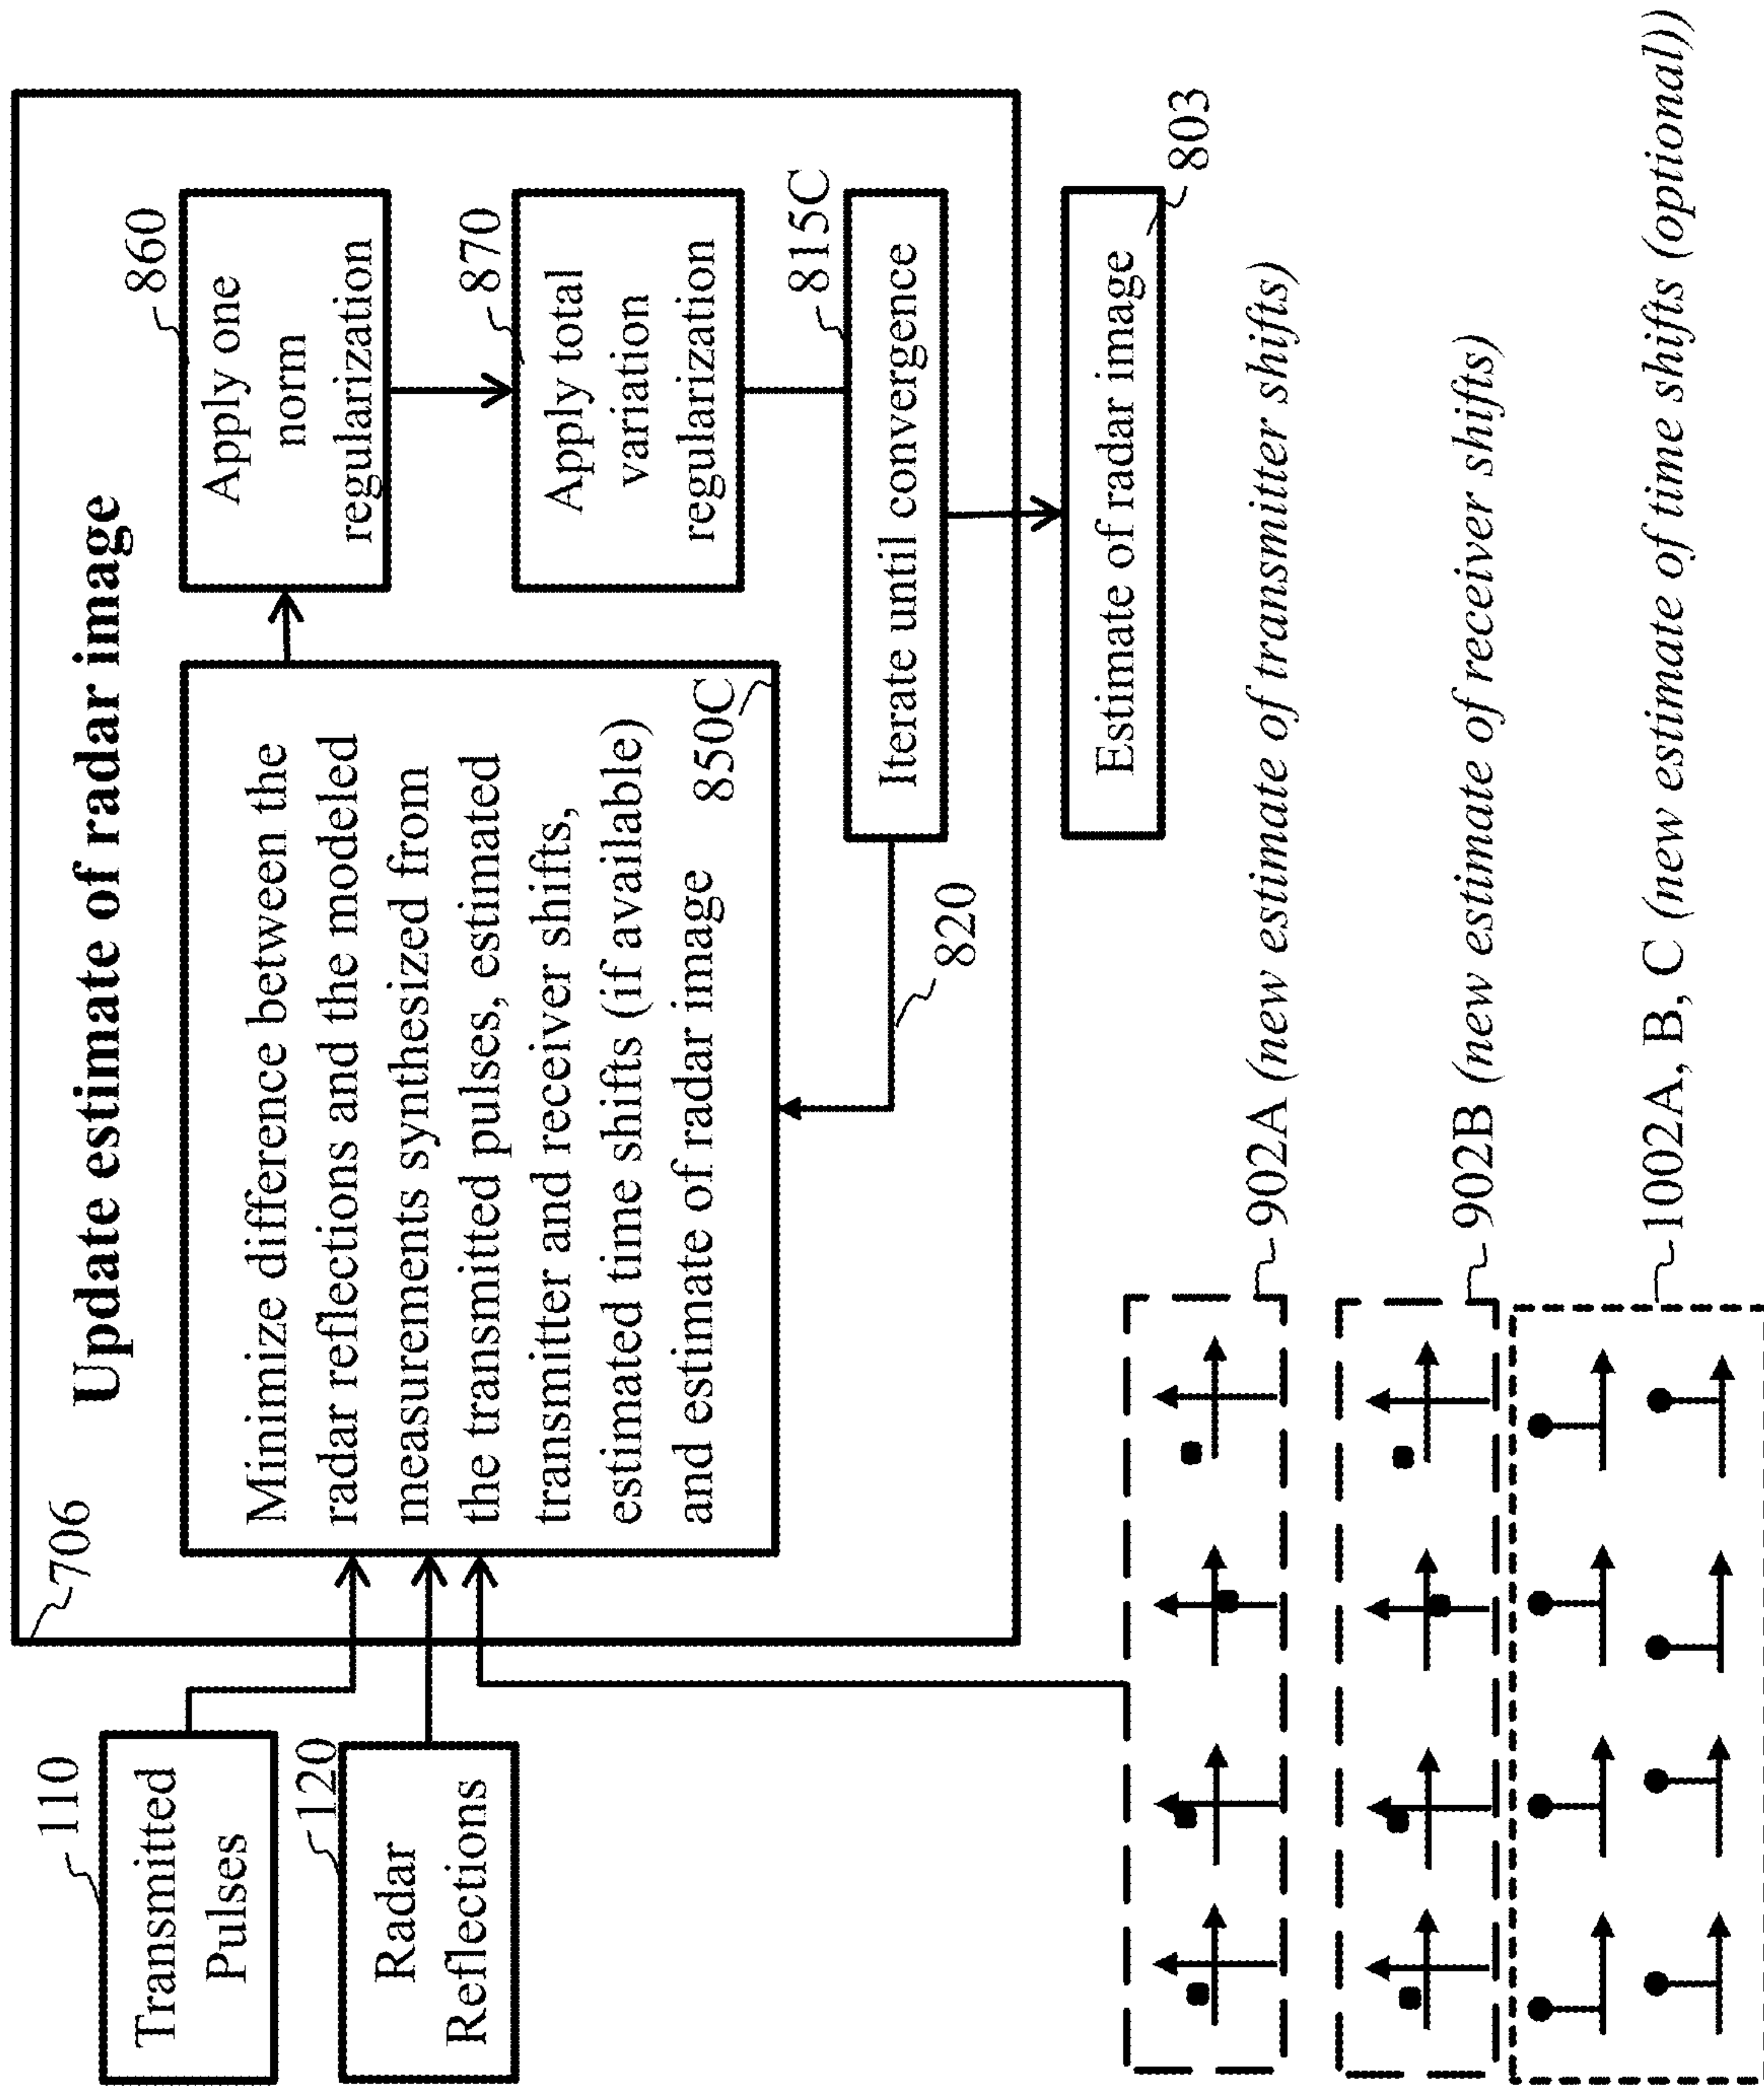 706
Update estimate of radar image
110
Transmitted
Pulses
120
Radar
Reflections
Minimize difference between the
radar reflections and the modeled
measurements synthesized from
the transmitted pulses, estimated
transmitter and receiver shifts,
estimated time shifts (if available)
and estimate of radar image
850C
860
Apply one
norm
regularization
870
Apply total
variation
regularization
815C
Iterate until convergence
820
Estimate of radar image
803
902A (new estimate of transmitter shifts)
902B (new estimate of receiver shifts)
1002A, B, C (new estimate of time shifts (optional))